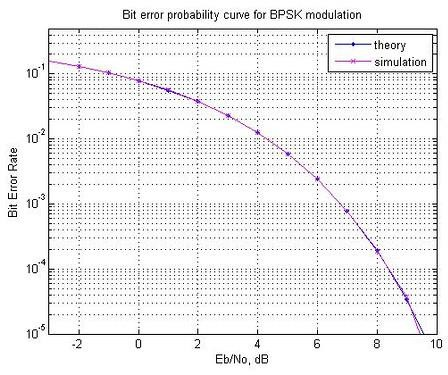 Bit error probability curve for BPSK modulation
theory
simulation
10^-1
10^-2
10^-3
10^-4
10^-5
Bit Error Rate
-2 0 2 4 6 8 10
Eb/No, dB